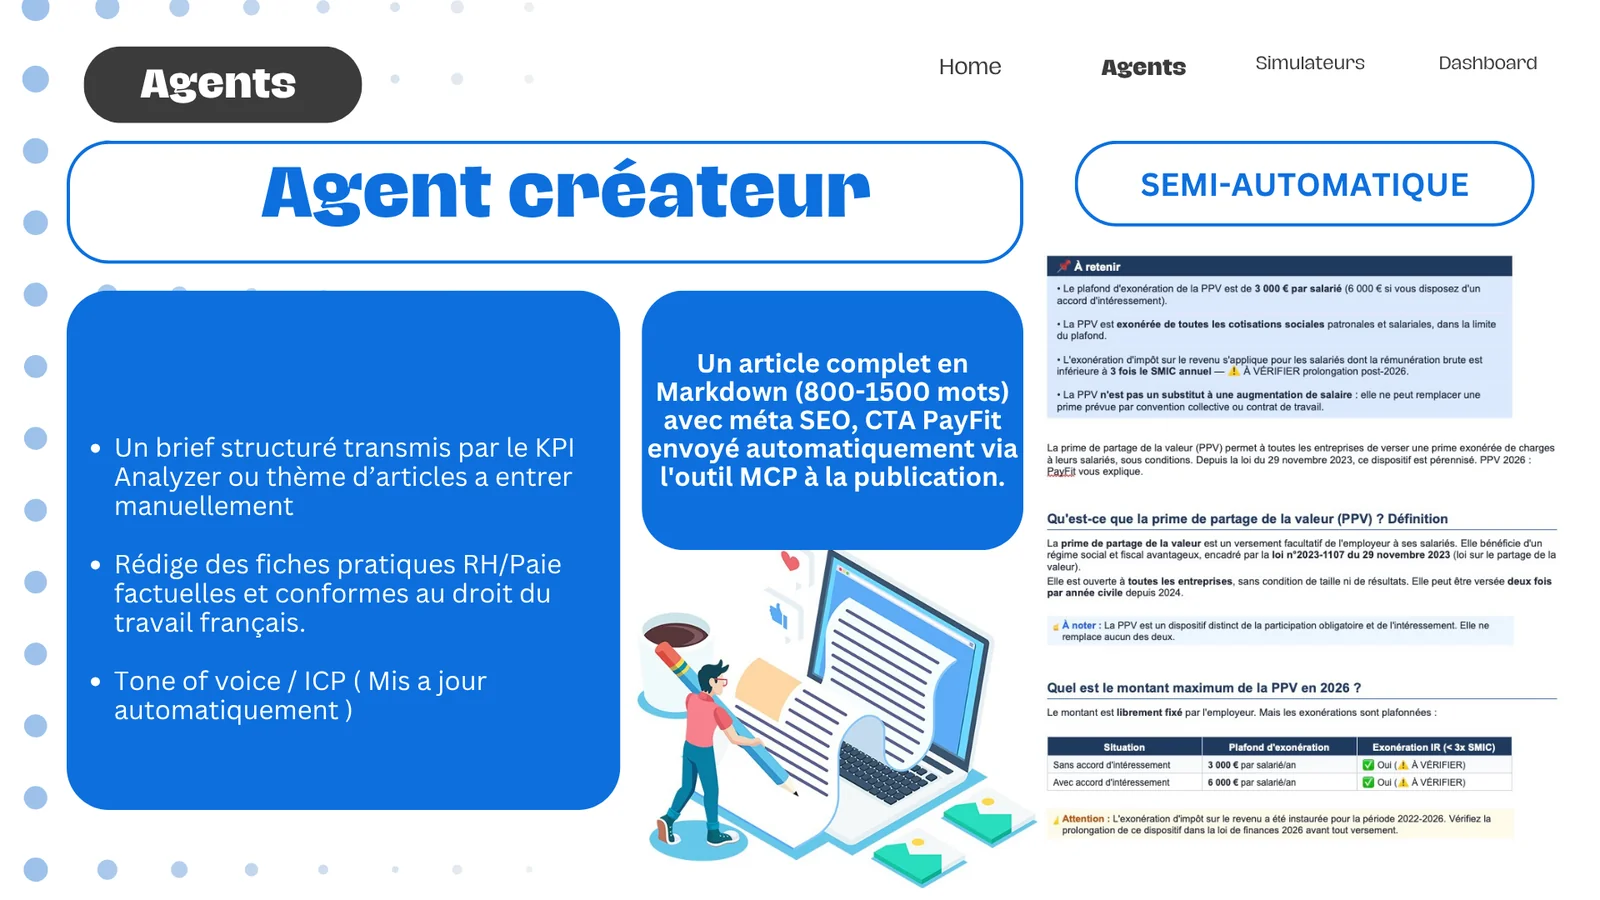 Agents
Home
Agents
Simulateurs
Dashboard
Agent créateur
SEMI-AUTOMATIQUE
• Un brief structuré transmis par le KPI
Analyzer ou thème d’articles a entrer
manuellement
• Rédige des fiches pratiques RH/Paie
factuelles et conformes au droit du
travail français.
• Tone of voice / ICP ( Mis a jour
automatiquement )
Un article complet en
Markdown (800-1500 mots)
avec méta SEO, CTA PayFit
envoyé automatiquement via
l'outil MCP à la publication.
📌 À retenir
• Le plafond d'exonération de la PPV est de 3 000 € par salarié (6 000 € si vous disposez d'un
accord d'intéressement).
• La PPV est exonérée de toutes les cotisations sociales patronales et salariales, dans la limite
du plafond.
• L'exonération d'impôt sur le revenu s'applique pour les salariés dont la rémunération brute est
inférieure à 3 fois le SMIC annuel — ⚠️ À VÉRIFIER prolongation post-2026.
• La PPV n'est pas un substitut à une augmentation de salaire : elle ne peut remplacer une
prime prévue par convention collective ou contrat de travail.
La prime de partage de la valeur (PPV) permet à toutes les entreprises de verser une prime exonérée de charges
à leurs salariés, sous conditions. Depuis la loi du 29 novembre 2023, ce dispositif est pérennisé. PPV 2026 :
PayFit vous explique.
Qu'est-ce que la prime de partage de la valeur (PPV) ? Définition
La prime de partage de la valeur est un versement facultatif de l'employeur à ses salariés. Elle bénéficie d'un
régime social et fiscal avantageux, encadré par la loi n°2023-1107 du 29 novembre 2023 (loi sur le partage de la
valeur).
Elle est ouverte à toutes les entreprises, sans condition de taille ni de résultats. Elle peut être versée deux fois
par année civile depuis 2024.
À noter : La PPV est un dispositif distinct de la participation obligatoire et de l'intéressement. Elle ne
remplace aucun des deux.
Quel est le montant maximum de la PPV en 2026 ?
Le montant est librement fixé par l'employeur. Mais les exonérations sont plafonnées :
Situation Plafond d'exonération Exonération IR (< 3x SMIC)
Sans accord d'intéressement 3 000 € par salarié/an ✅ Oui (⚠️ À VÉRIFIER)
Avec accord d'intéressement 6 000 € par salarié/an ✅ Oui (⚠️ À VÉRIFIER)
Attention : L'exonération d'impôt sur le revenu a été instaurée pour la période 2022-2026. Vérifiez la
prolongation de ce dispositif dans la loi de finances 2026 avant tout versement.